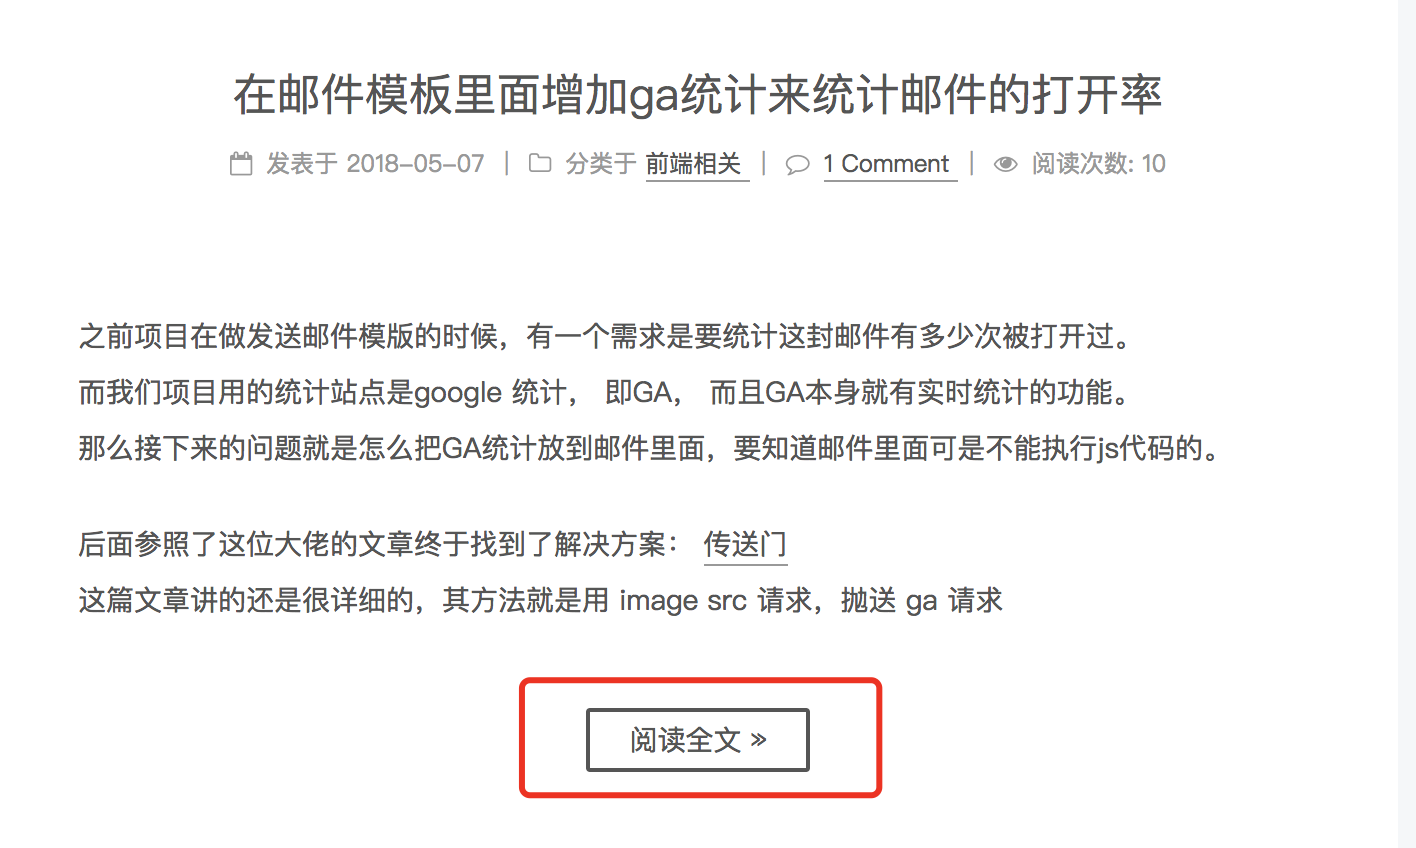 在邮件模板里面增加ga统计来统计邮件的打开率
发表于 2018-05-07 | 分类于 前端相关 | 1 Comment | 阅读次数: 10
之前项目在做发送邮件模版的时候，有一个需求是要统计这封邮件有多少次被打开过。
而我们项目用的统计站点是google 统计， 即GA， 而且GA本身就有实时统计的功能。
那么接下来的问题就是怎么把GA统计放到邮件里面，要知道邮件里面可是不能执行js代码的。
后面参照了这位大佬的文章终于找到了解决方案： 传送门
这篇文章讲的还是很详细的，其方法就是用 image src 请求，抛送 ga 请求
阅读全文 »